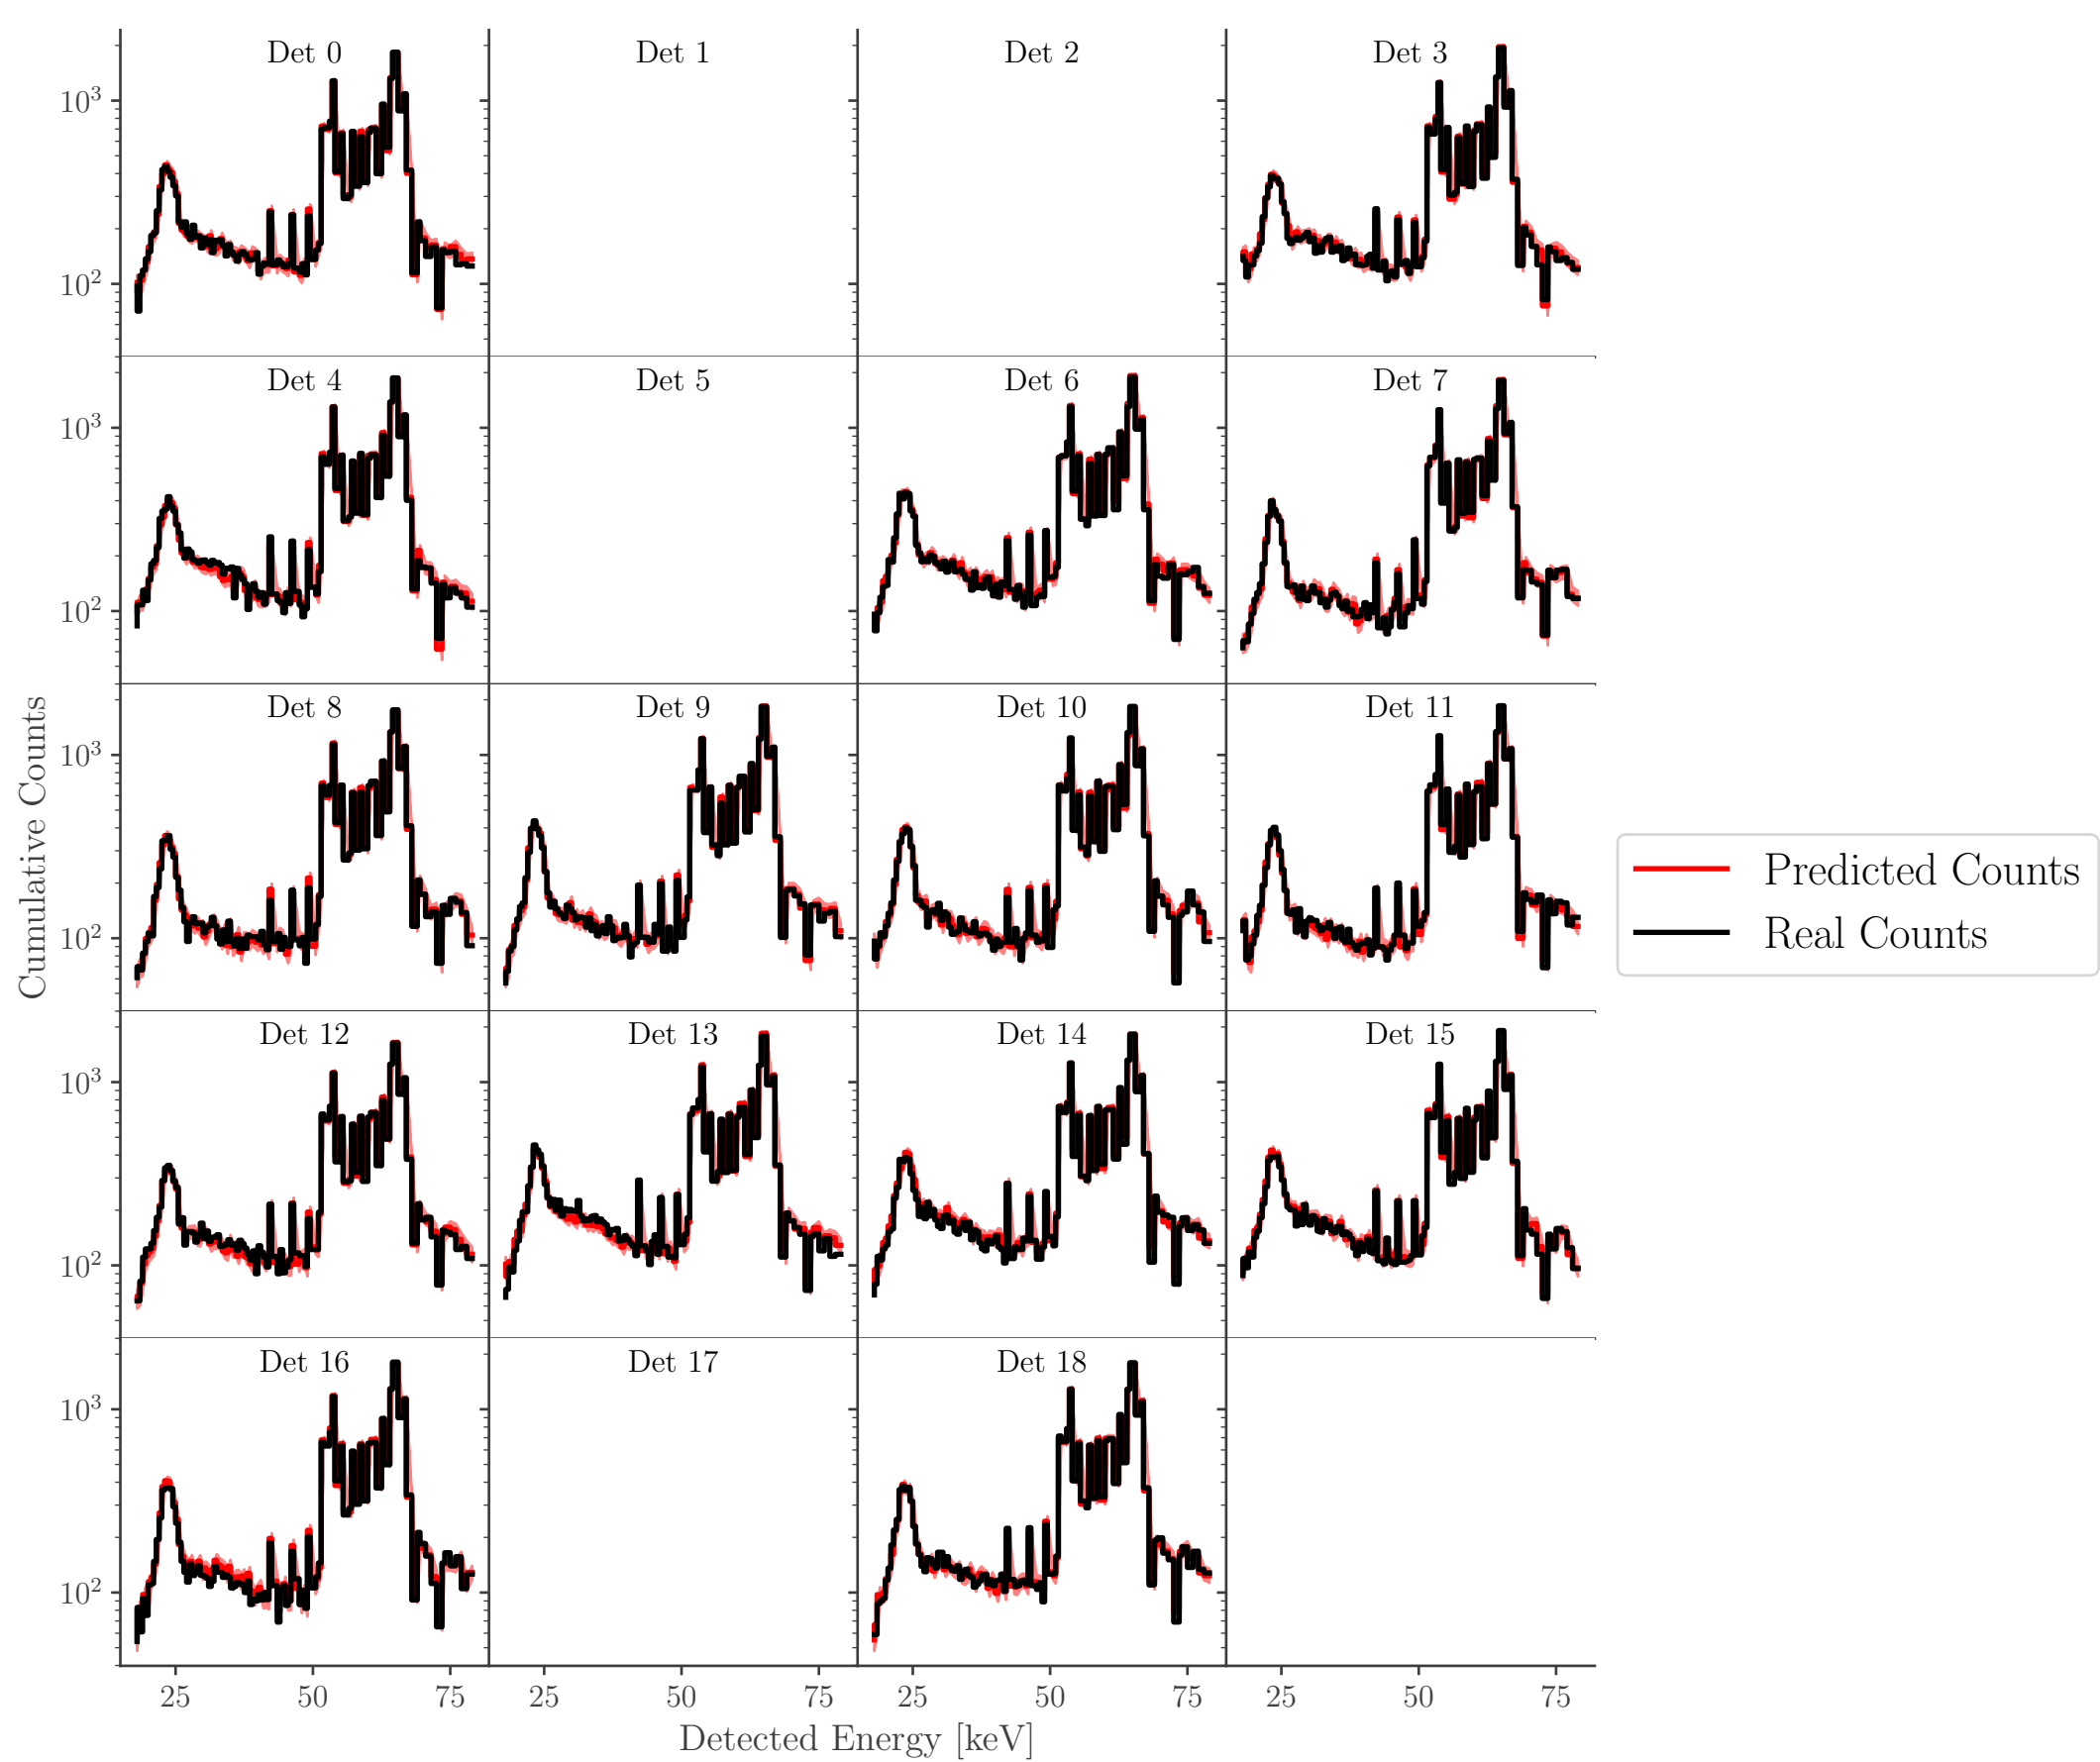 Det 0
Det 1
Det 2
Det 3
10³
10²
Det 4
Det 5
Det 6
Det 7
10³
10²
Det 8
Det 9
Det 10
Det 11
10³
10²
Cumulative Counts
Predicted Counts
Real Counts
Det 12
Det 13
Det 14
Det 15
10³
10²
Det 16
Det 17
Det 18
10³
10²
25 50 75 25 50 75 25 50 75 25 50 75
Detected Energy [keV]